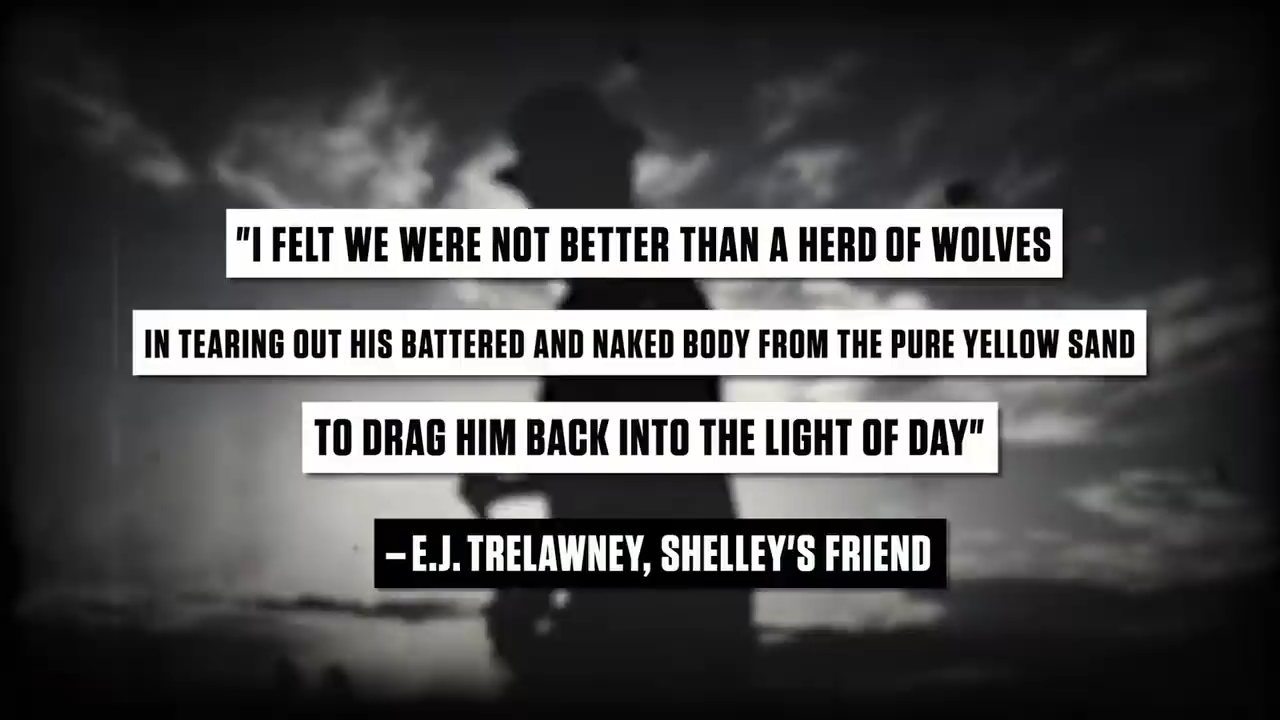 "I FELT WE WERE NOT BETTER THAN A HERD OF WOLVES
IN TEARING OUT HIS BATTERED AND NAKED BODY FROM THE PURE YELLOW SAND
TO DRAG HIM BACK INTO THE LIGHT OF DAY"
– E.J. TRELAWNEY, SHELLEY'S FRIEND